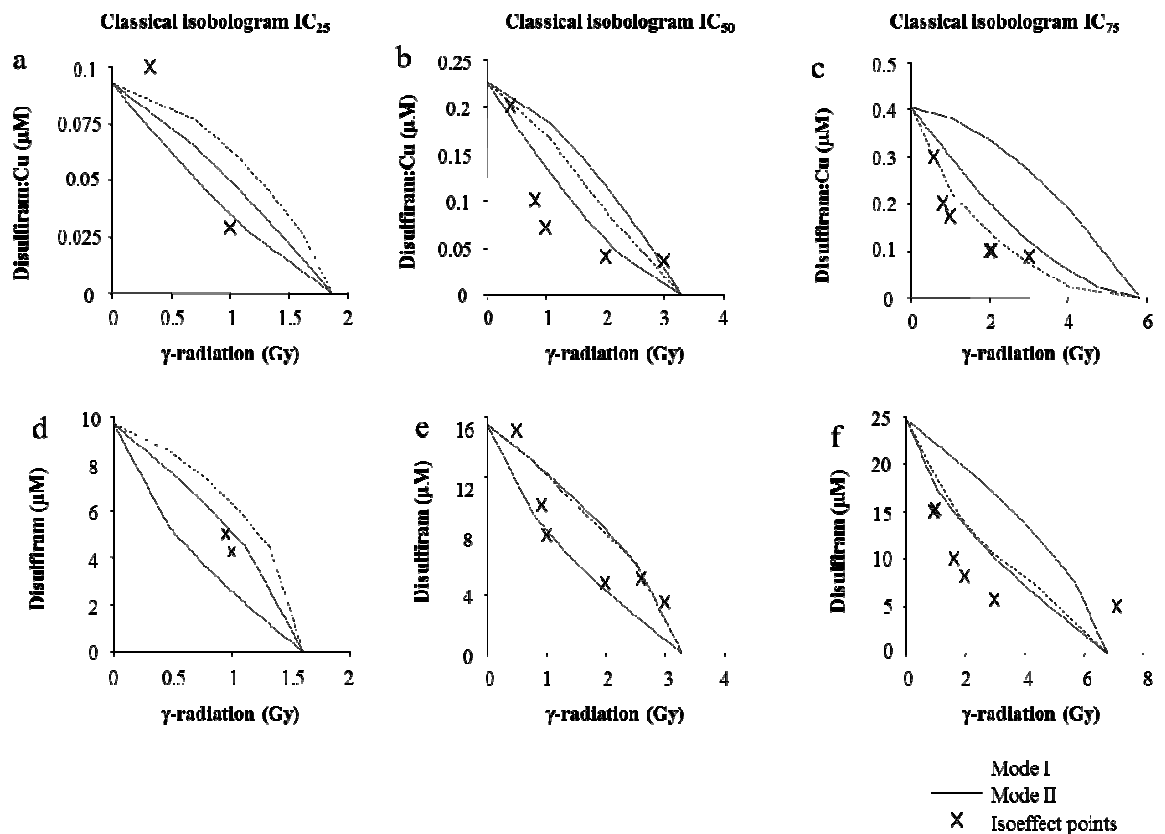 Classical isobologram IC25
Classical isobologram IC50
Classical isobologram IC75
a
Disulfiram:Cu (μM)
0.1
0.075
0.05
0.025
0
0 0.5 1 1.5 2
γ-radiation (Gy)
b
Disulfiram:Cu (μM)
0.25
0.2
0.15
0.1
0.05
0
0 1 2 3 4
γ-radiation (Gy)
c
Disulfiram:Cu (μM)
0.5
0.4
0.3
0.2
0.1
0
0 2 4 6
γ-radiation (Gy)
d
Disulfiram (μM)
10
8
6
4
2
0
0 0.5 1 1.5 2
γ-radiation (Gy)
e
Disulfiram (μM)
16
12
8
4
0
0 1 2 3 4
γ-radiation (Gy)
f
Disulfiram (μM)
25
20
15
10
5
0
0 2 4 6 8
γ-radiation (Gy)
Mode I
Mode II
Isoeffect points